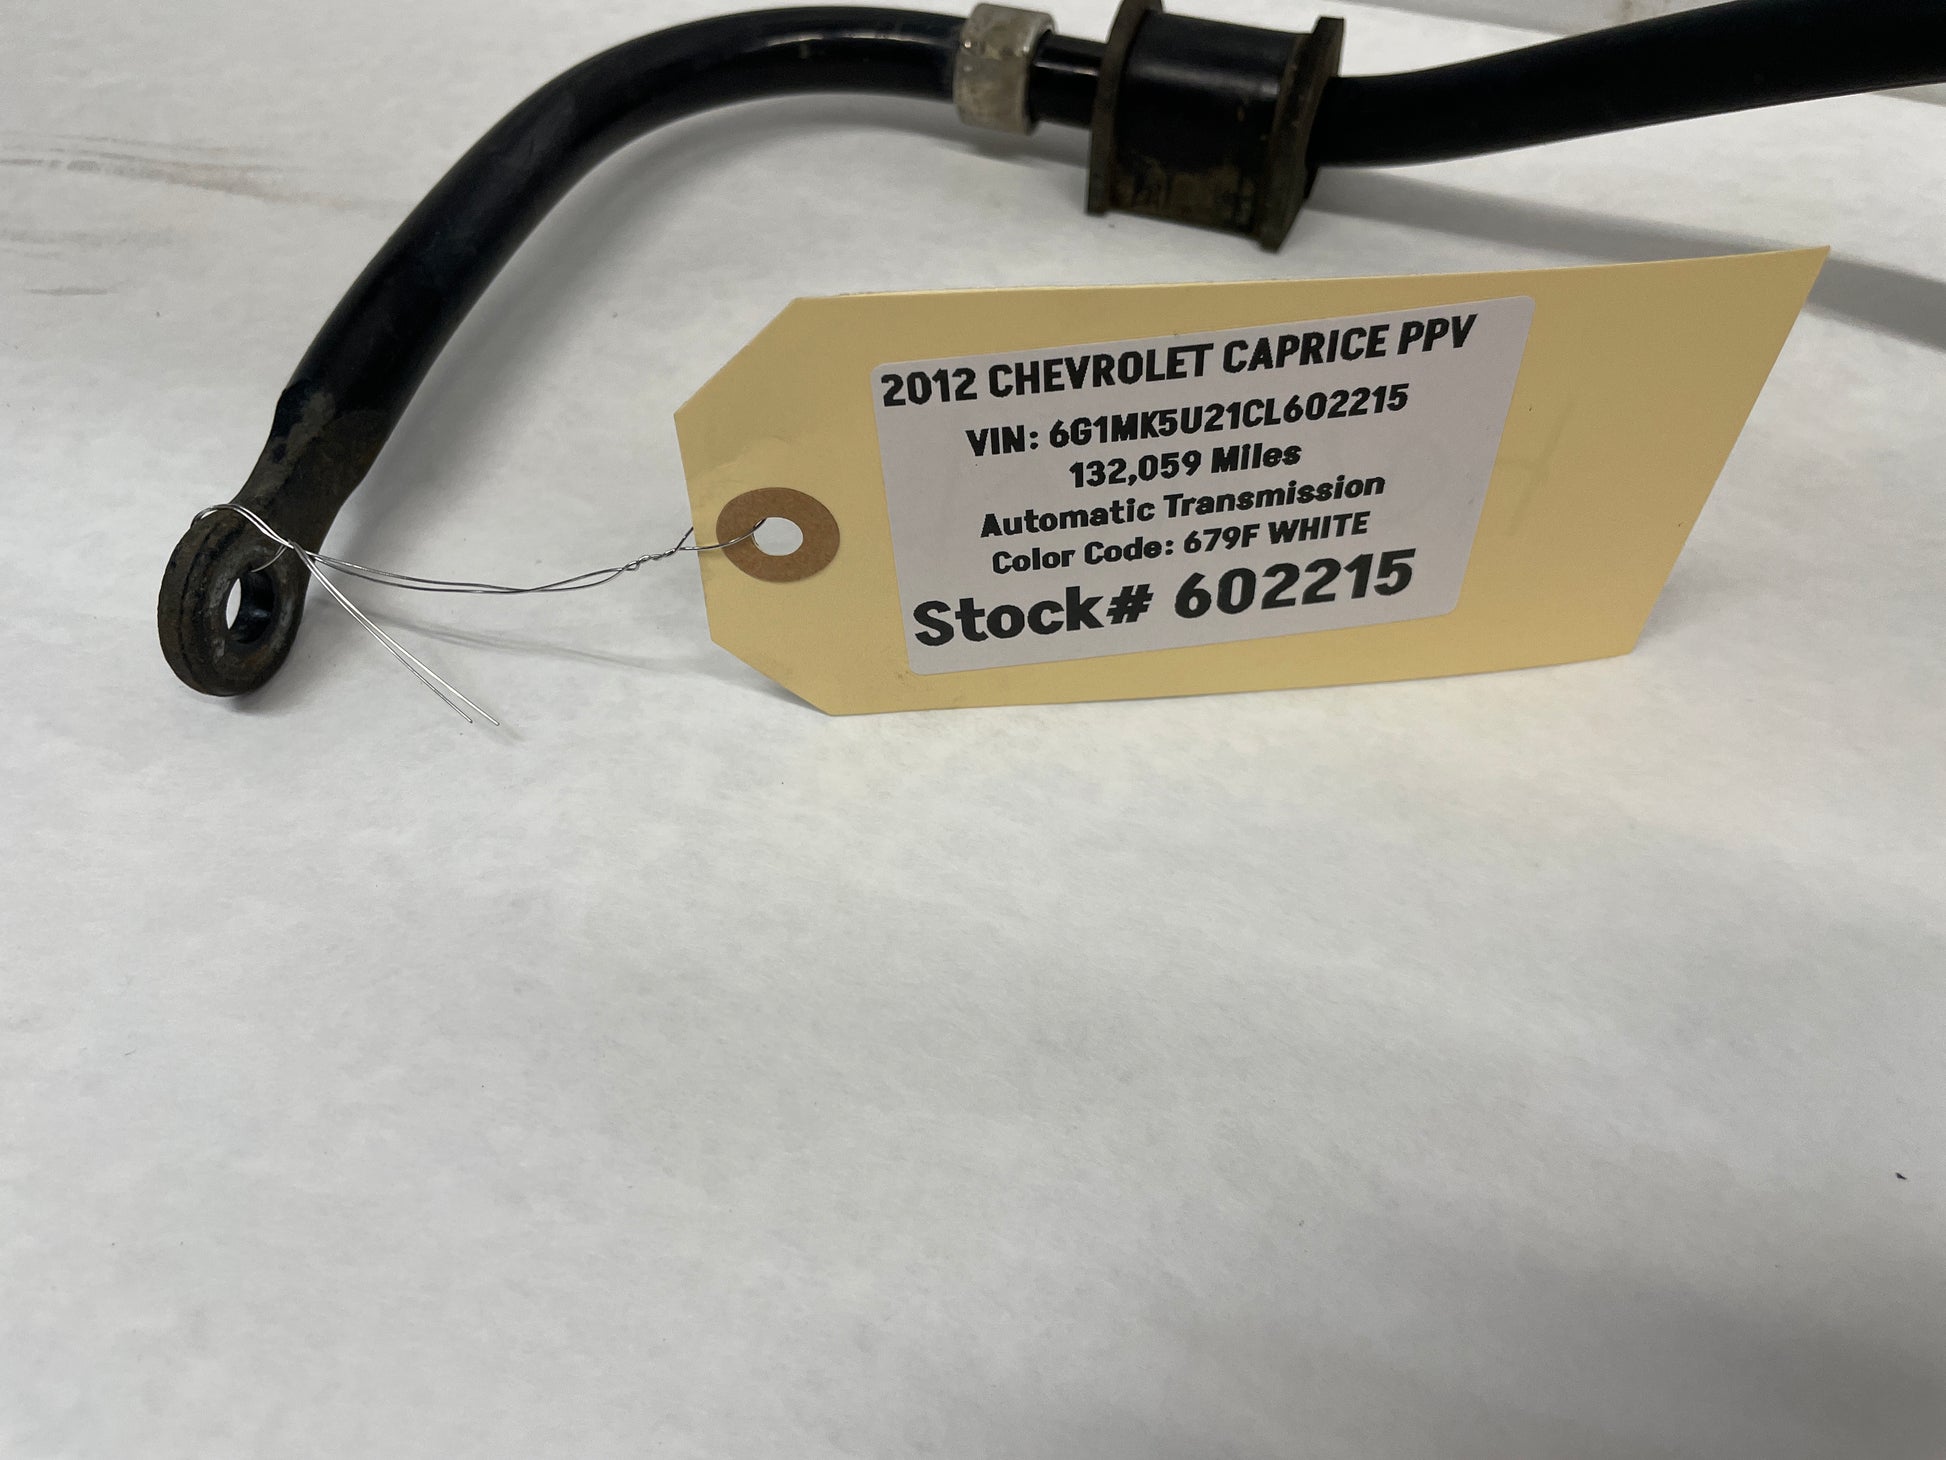 2012 CHEVROLET CAPRICE PPV
VIN: 6G1MK5U21CL602215
132,059 Miles
Automatic Transmission
Color Code: 679F WHITE
Stock# 602215